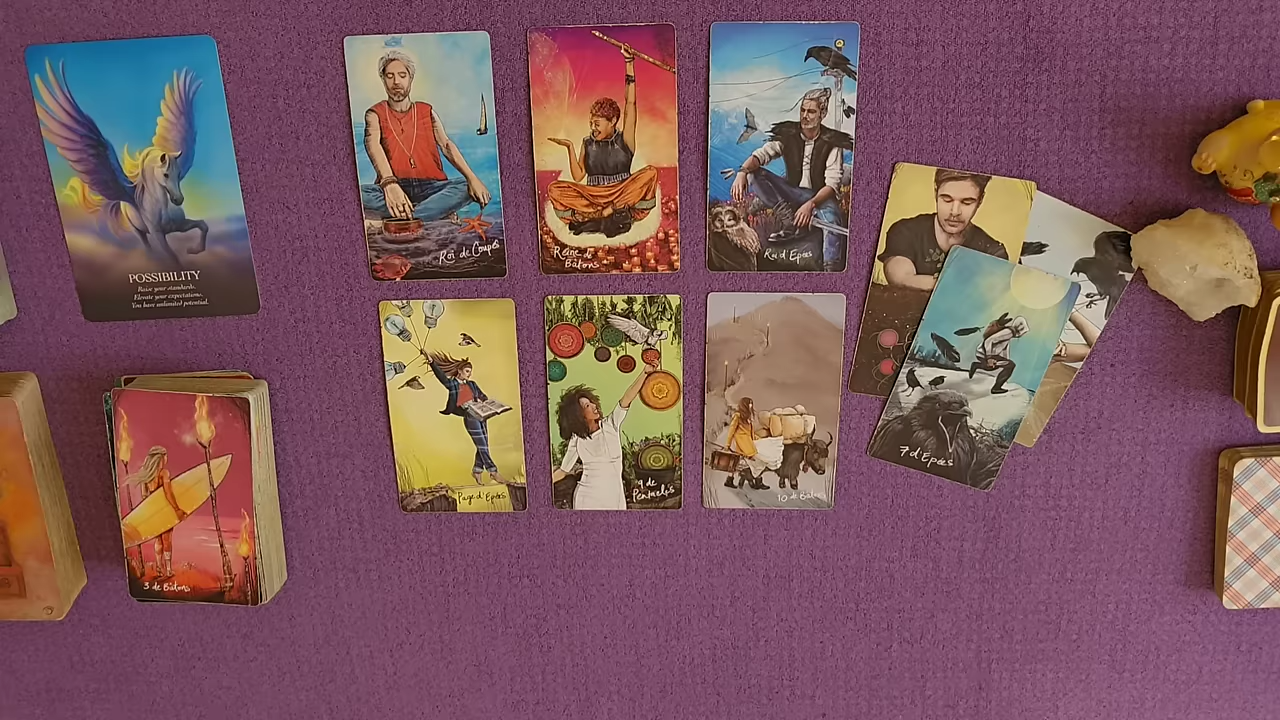 POSSIBILITY
Raise your standards.
Elevate your expectations.
You have unlimited potential.
Roi de Coupes
Reine de
Bâtons
Roi d'Epées
Page d'Epées
9 de
Pentacles
10 de Bâtons
7 d'Epées
3 de Bâtons